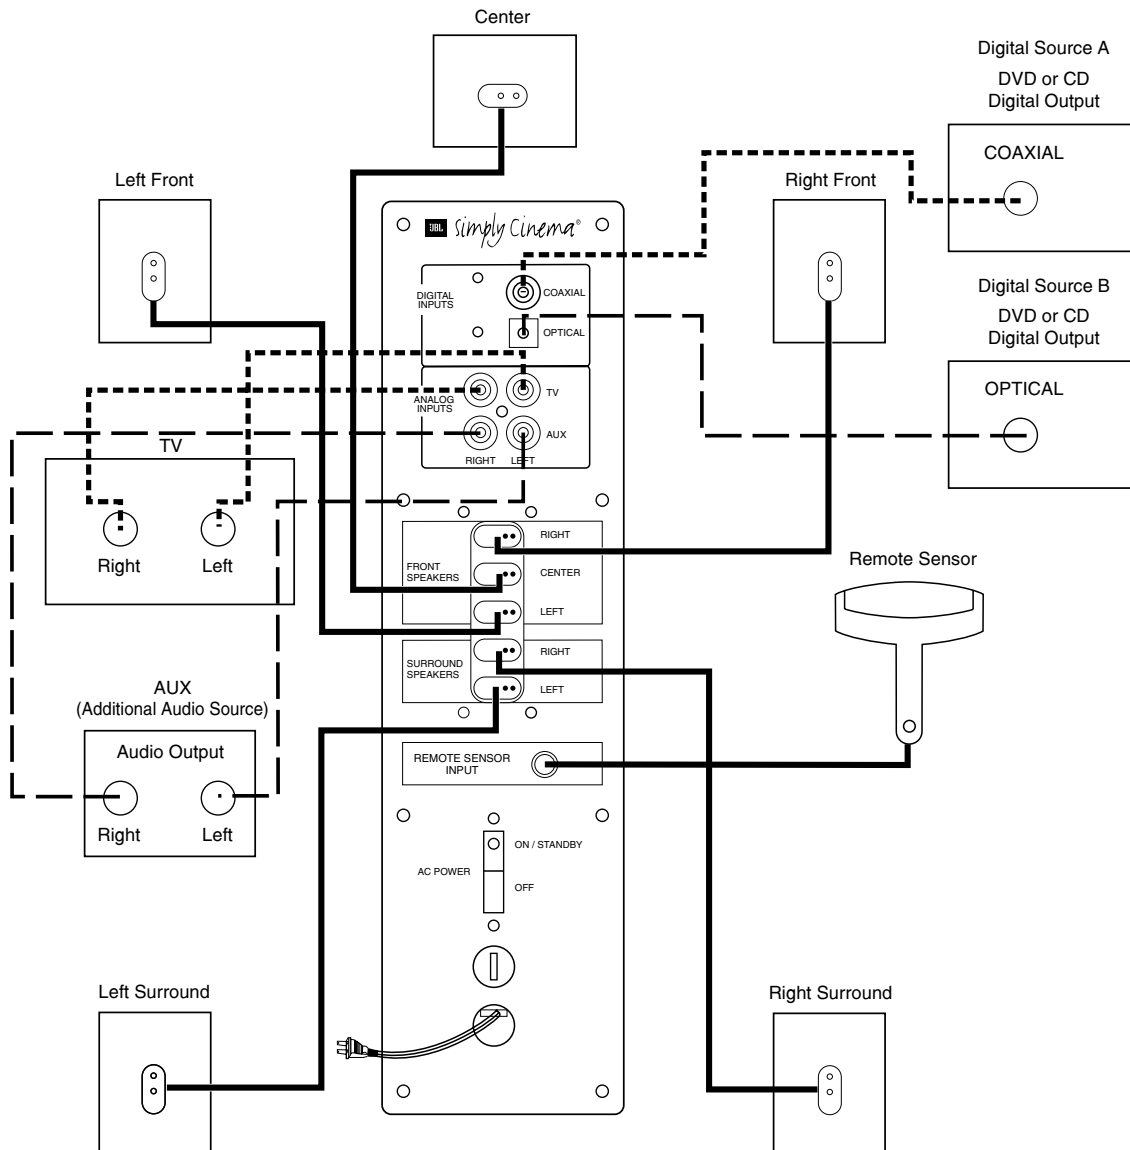 Center
Digital Source A
DVD or CD
Digital Output
COAXIAL
Left Front
Right Front
JBL Simply Cinema®
DIGITAL
INPUTS
COAXIAL
OPTICAL
Digital Source B
DVD or CD
Digital Output
OPTICAL
ANALOG
INPUTS
TV
AUX
RIGHT LEFT
TV
Right Left
FRONT
SPEAKERS
RIGHT
CENTER
LEFT
Remote Sensor
SURROUND
SPEAKERS
RIGHT
LEFT
AUX
(Additional Audio Source)
Audio Output
Right Left
REMOTE SENSOR
INPUT
AC POWER
ON / STANDBY
OFF
Left Surround
Right Surround